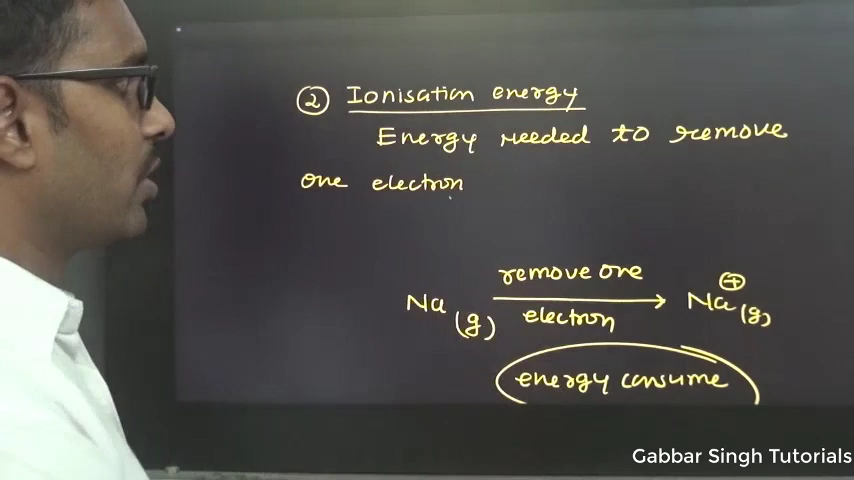 ② Ionisation energy
Energy needed to remove
one electron
remove one
Na (g) → Na⊕ (g)
electron
energy consume
Gabbar Singh Tutorials